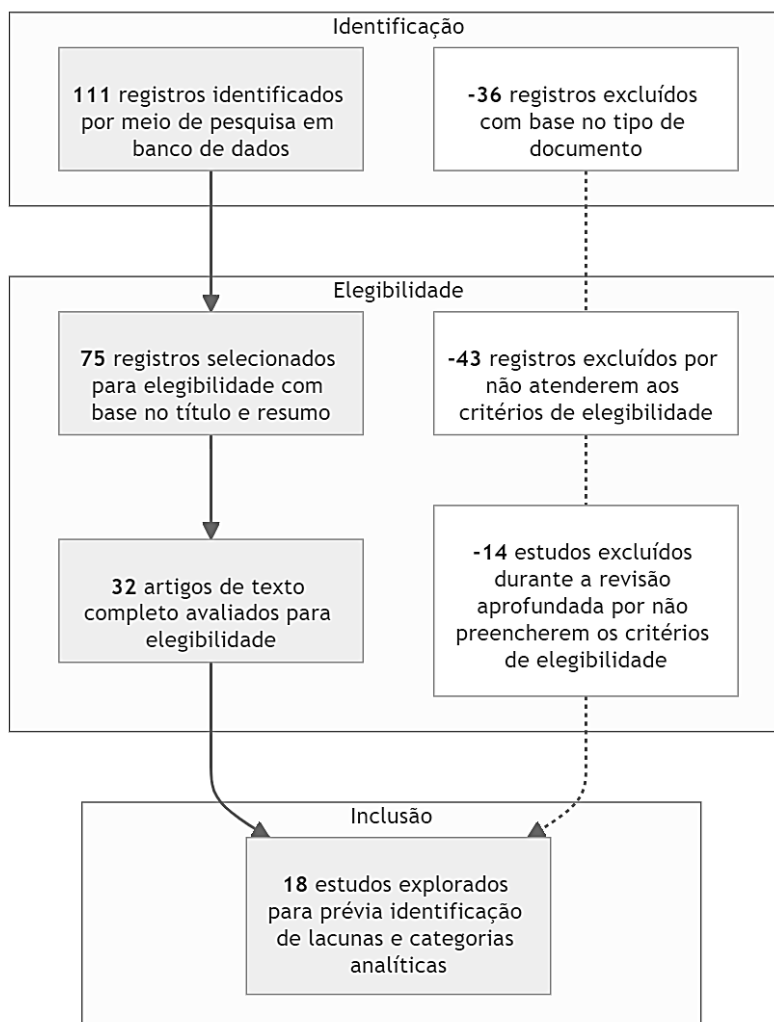 Identificação
111 registros identificados
por meio de pesquisa em
banco de dados
-36 registros excluídos
com base no tipo de
documento
Elegibilidade
75 registros selecionados
para elegibilidade com
base no título e resumo
-43 registros excluídos por
não atenderem aos
critérios de elegibilidade
32 artigos de texto
completo avaliados para
elegibilidade
-14 estudos excluídos
durante a revisão
aprofundada por não
preencherem os critérios
de elegibilidade
Inclusão
18 estudos explorados
para prévia identificação
de lacunas e categorias
analíticas